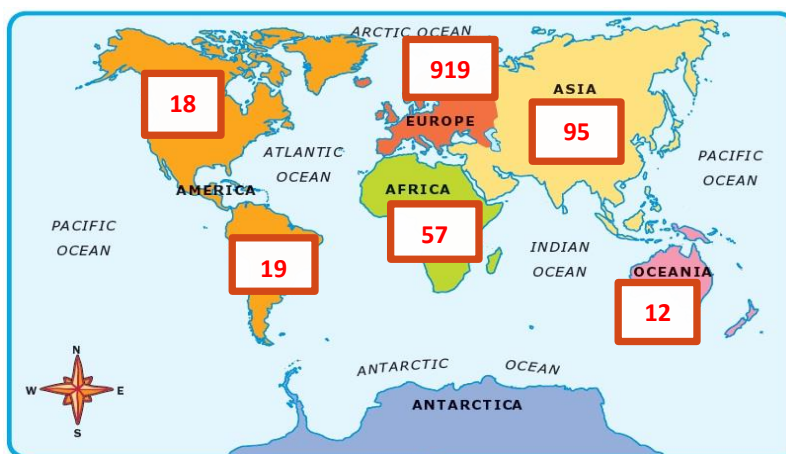 ARCTIC OCEAN
919
18
ASIA
95
EUROPE
ATLANTIC
OCEAN
PACIFIC
OCEAN
AMERICA
AFRICA
57
PACIFIC
OCEAN
INDIAN
OCEAN
19
OCEANIA
12
N
W
E
S
ANTARCTIC OCEAN
ANTARCTICA